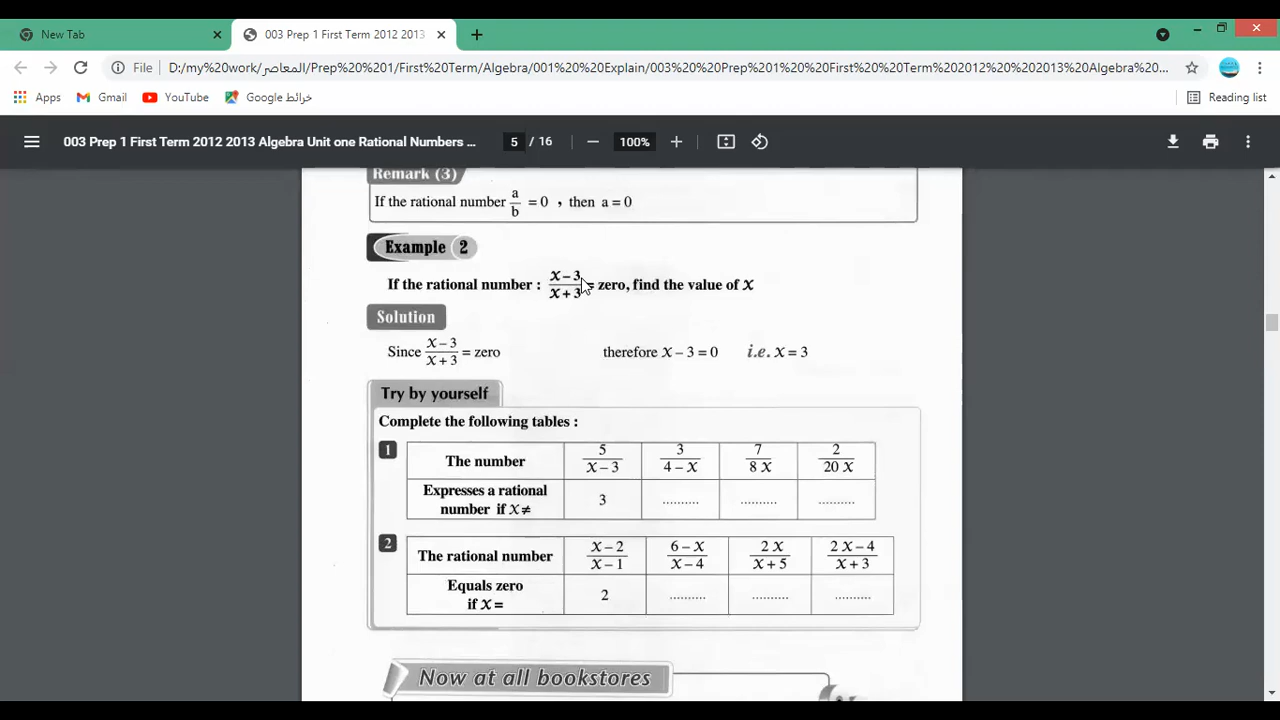 New Tab
003 Prep 1 First Term 2012 2013
File D:/my%20work/المعاصر/Prep%20%201/First%20Term/Algebra/001%20%20Explain/003%20%20Prep%201%20%20First%20%20Term%202012%20%202013%20Algebra%20...
Apps Gmail YouTube خرائط Google Reading list
003 Prep 1 First Term 2012 2013 Algebra Unit one Rational Numbers ... 5 / 16 100%
Remark (3)
If the rational number a/b = 0 , then a = 0
Example 2
If the rational number : x – 3 / x + 3 = zero, find the value of x
Solution
Since x – 3 / x + 3 = zero therefore x – 3 = 0 i.e. x = 3
Try by yourself
Complete the following tables :
1 The number 5 / x – 3 3 / 4 – x 7 / 8 x 2 / 20 x
Expresses a rational
number if x ≠ 3 .......... .......... ..........
2 The rational number x – 2 / x – 1 6 – x / x – 4 2 x / x + 5 2 x – 4 / x + 3
Equals zero
if x = 2 .......... .......... ..........
Now at all bookstores